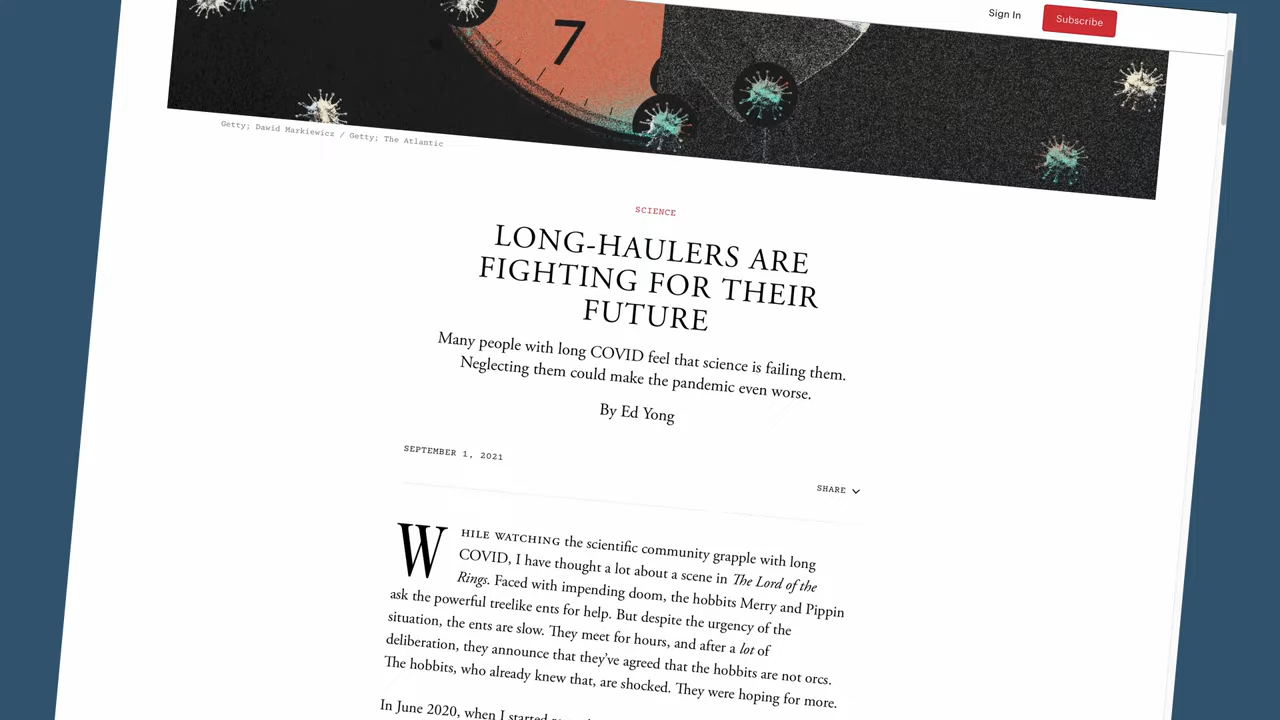 Sign In
Subscribe
7
Getty; Dawid Markiewicz / Getty; The Atlantic
SCIENCE
LONG-HAULERS ARE
FIGHTING FOR THEIR
FUTURE
Many people with long COVID feel that science is failing them.
Neglecting them could make the pandemic even worse.
By Ed Yong
SEPTEMBER 1, 2021
SHARE
WHILE WATCHING the scientific community grapple with long
COVID, I have thought a lot about a scene in The Lord of the
Rings. Faced with impending doom, the hobbits Merry and Pippin
ask the powerful treelike ents for help. But despite the urgency of the
situation, the ents are slow. They meet for hours, and after a lot of
deliberation, they announce that they've agreed that the hobbits are not orcs.
The hobbits, who already knew that, are shocked. They were hoping for more.
In June 2020, when I started